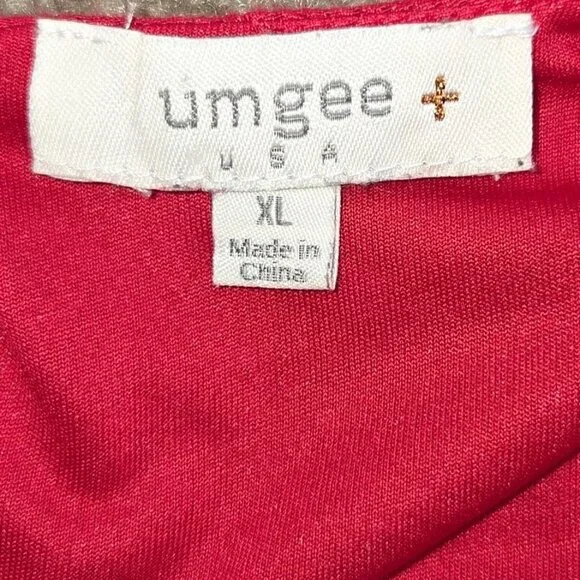 umgee +
USA
XL
Made in
China